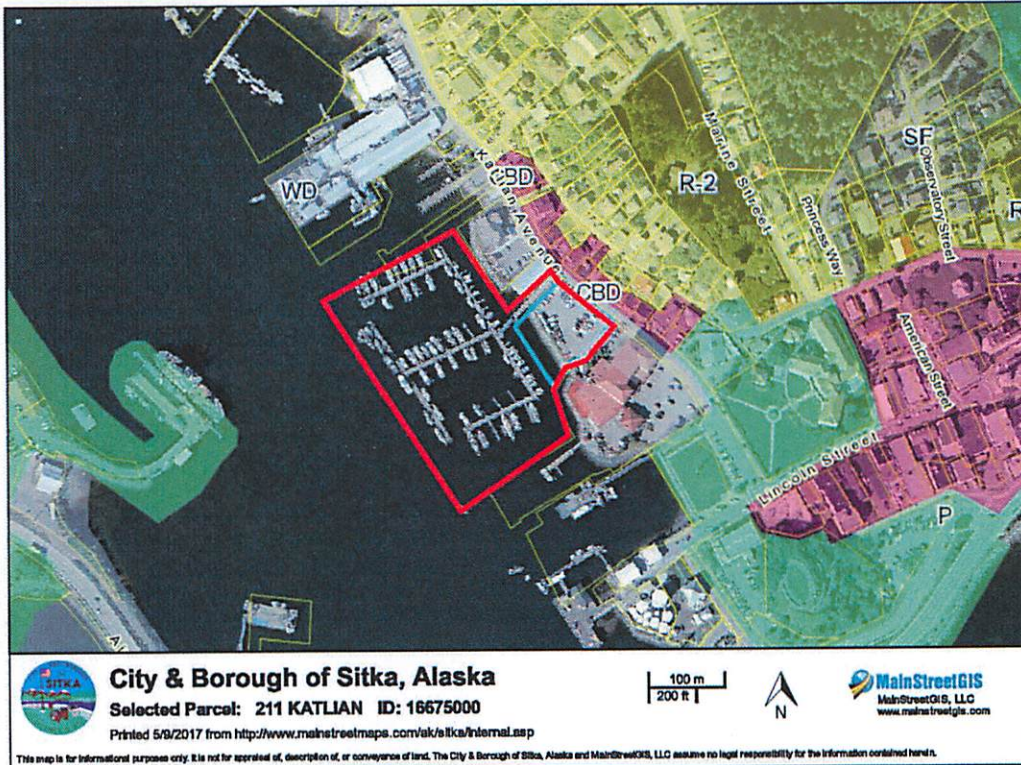 WD
Katlian Avenue
CBD
CBD
R-2
Marine Street
Princess Way
SF
Observatory Street
R
American Street
Lincoln Street
P
A
SITKA
City & Borough of Sitka, Alaska
Selected Parcel: 211 KATLIAN ID: 16675000
Printed 5/9/2017 from http://www.mainstreetmaps.com/ak/sitka/internal.asp
100 m
200 ft
N
MainStreetGIS
MainStreetGIS, LLC
www.mainstreetgis.com
This map is for informational purposes only. It is not for appraisal of, description of, or conveyance of land. The City & Borough of Sitka, Alaska and MainStreetGIS, LLC assume no legal responsibility for the information contained herein.